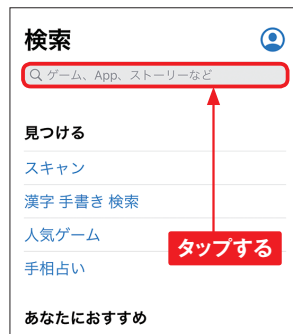 検索
ゲーム、App、ストーリーなど
見つける
スキャン
漢字 手書き 検索
人気ゲーム
タップする
手相占い
あなたにおすすめ